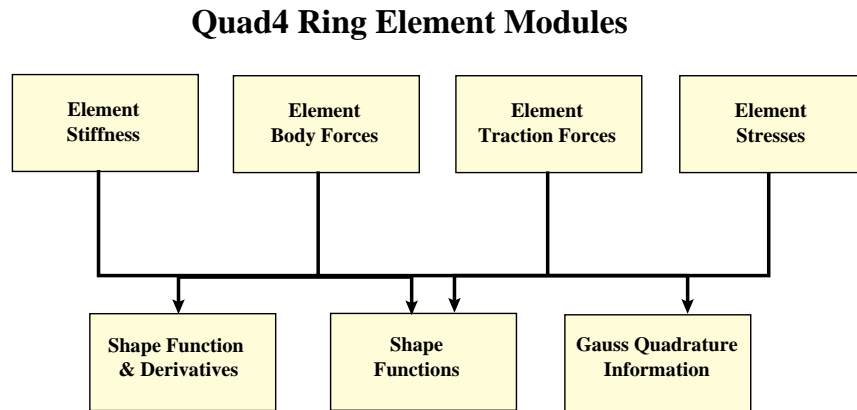 Quad4 Ring Element Modules
Element
Stiffness
Element
Body Forces
Element
Traction Forces
Element
Stresses
Shape Function
& Derivatives
Shape
Functions
Gauss Quadrature
Information